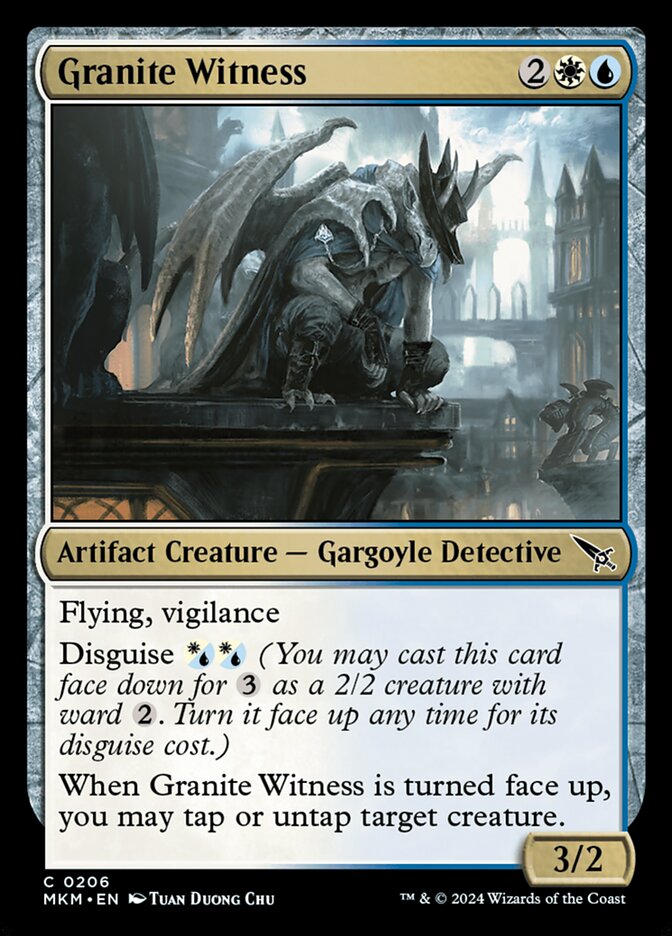 Granite Witness 2
Artifact Creature — Gargoyle Detective
Flying, vigilance
Disguise (You may cast this card
face down for 3 as a 2/2 creature with
ward 2. Turn it face up any time for its
disguise cost.)
When Granite Witness is turned face up,
you may tap or untap target creature.
3/2
C 0206
MKM • EN Tuan Duong Chu
™ & © 2024 Wizards of the Coast